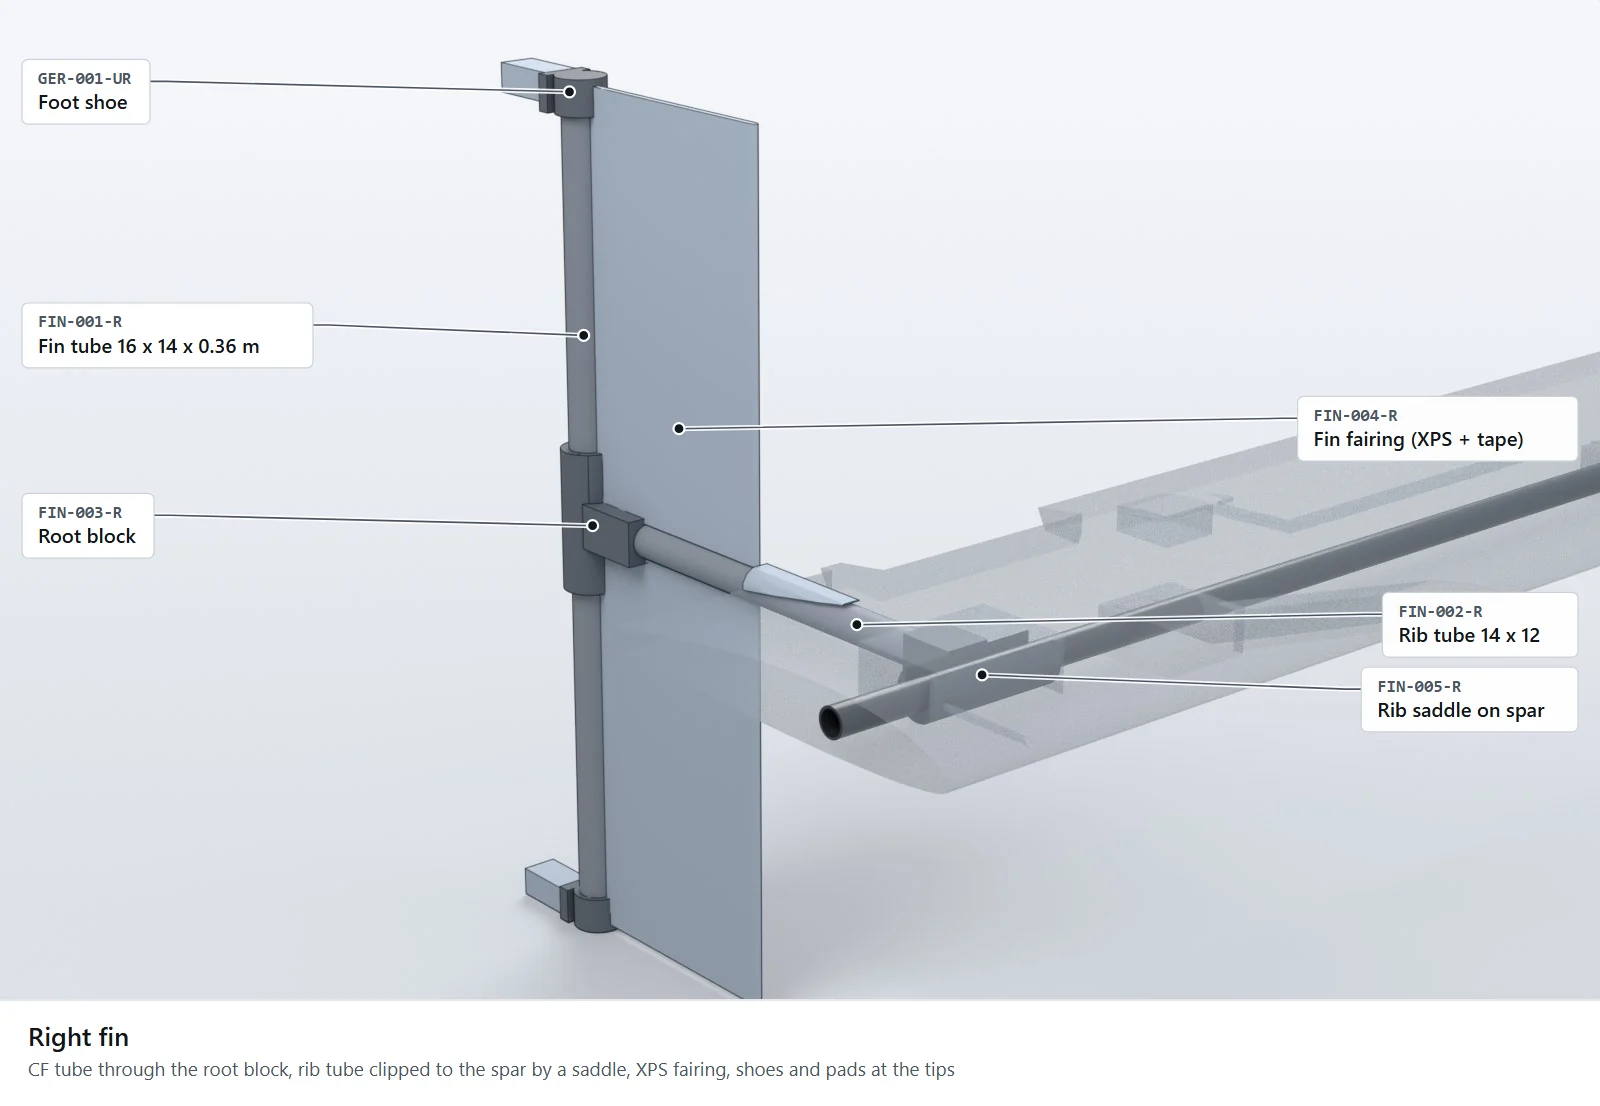 GER-001-UR
Foot shoe
FIN-001-R
Fin tube 16 x 14 x 0.36 m
FIN-004-R
Fin fairing (XPS + tape)
FIN-003-R
Root block
FIN-002-R
Rib tube 14 x 12
FIN-005-R
Rib saddle on spar
Right fin
CF tube through the root block, rib tube clipped to the spar by a saddle, XPS fairing, shoes and pads at the tips